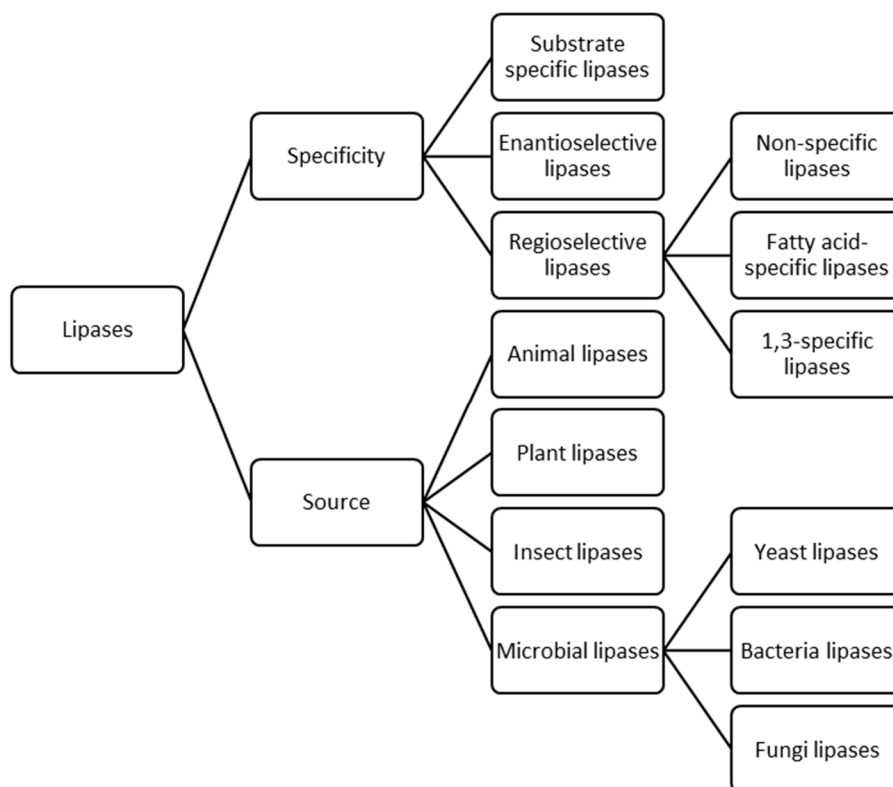 Substrate
specific lipases
Specificity
Enantioselective
lipases
Non-specific
lipases
Regioselective
lipases
Fatty acid-
specific lipases
Lipases
Animal lipases
1,3-specific
lipases
Plant lipases
Source
Insect lipases
Yeast lipases
Microbial lipases
Bacteria lipases
Fungi lipases